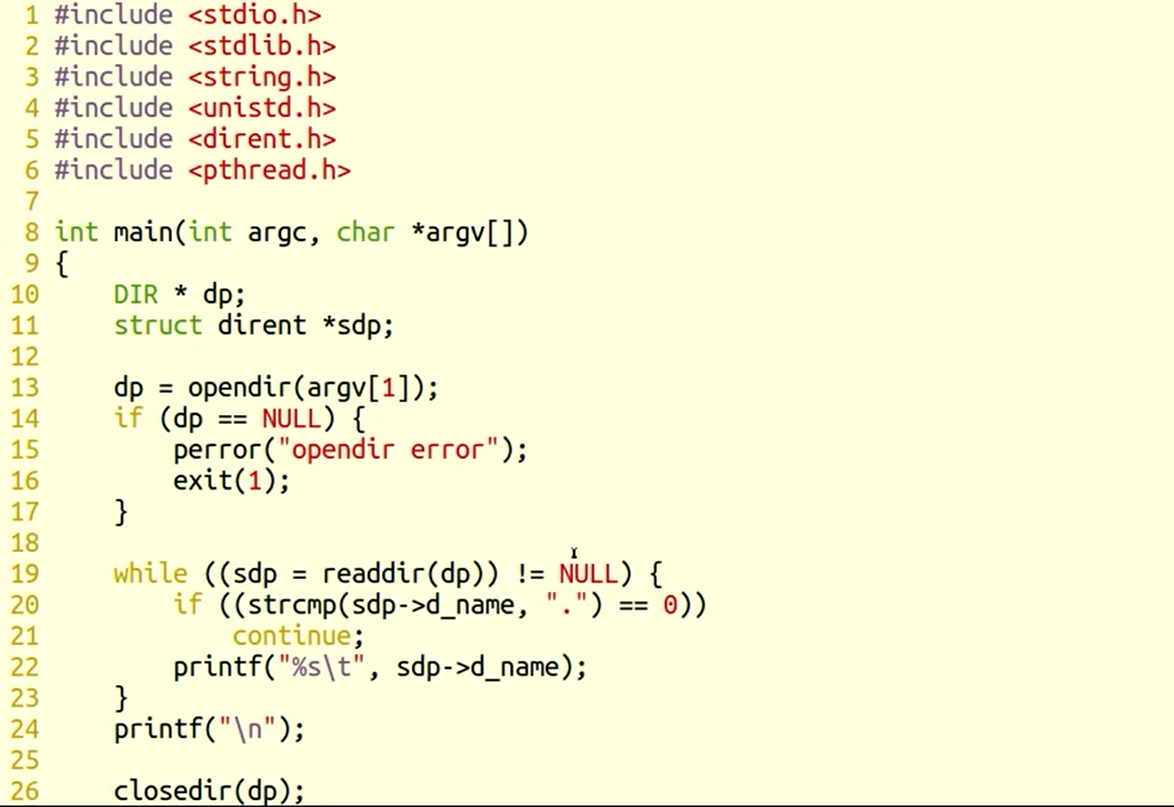 1 #include <stdio.h>
2 #include <stdlib.h>
3 #include <string.h>
4 #include <unistd.h>
5 #include <dirent.h>
6 #include <pthread.h>
7
8 int main(int argc, char *argv[])
9 {
10     DIR * dp;
11     struct dirent *sdp;
12
13     dp = opendir(argv[1]);
14     if (dp == NULL) {
15         perror("opendir error");
16         exit(1);
17     }
18
19     while ((sdp = readdir(dp)) != NULL) {
20         if ((strcmp(sdp->d_name, ".") == 0))
21             continue;
22         printf("%s\t", sdp->d_name);
23     }
24     printf("\n");
25
26     closedir(dp);